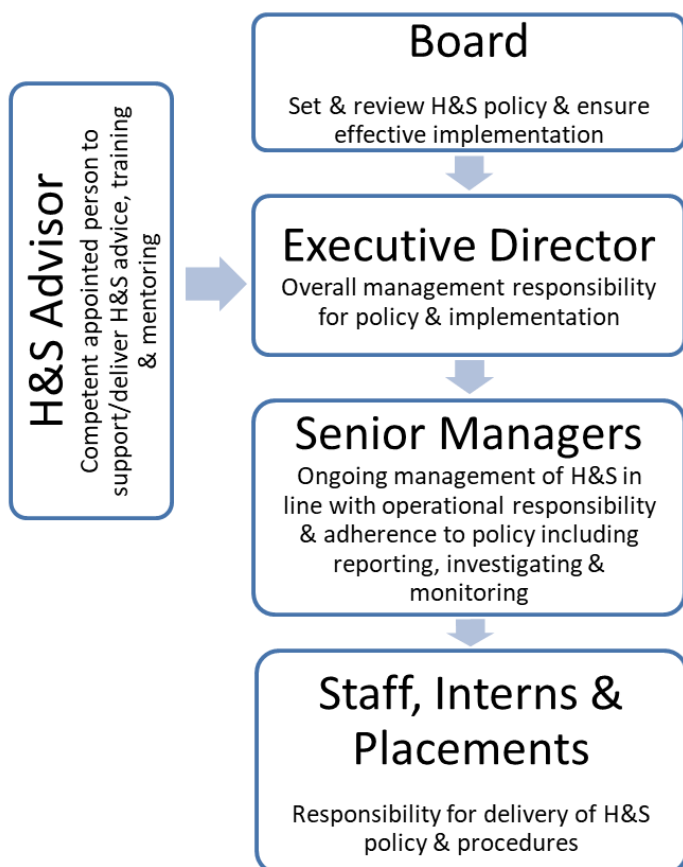 Board
Set & review H&S policy & ensure
effective implementation
H&S Advisor
Competent appointed person to
support/deliver H&S advice, training
& mentoring
Executive Director
Overall management responsibility
for policy & implementation
Senior Managers
Ongoing management of H&S in
line with operational responsibility
& adherence to policy including
reporting, investigating &
monitoring
Staff, Interns &
Placements
Responsibility for delivery of H&S
policy & procedures